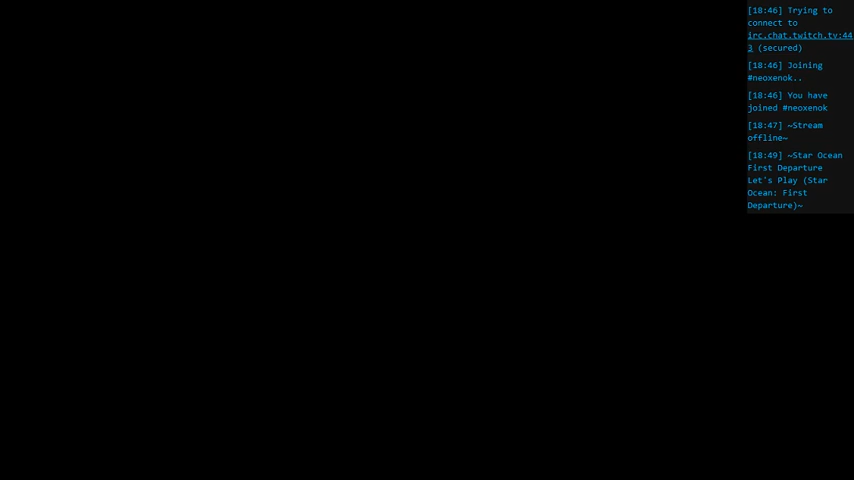 [18:46] Trying to
connect to
irc.chat.twitch.tv:44
3 (secured)
[18:46] Joining
#neoxenok..
[18:46] You have
joined #neoxenok
[18:47] ~Stream
offline~
[18:49] ~Star Ocean
First Departure
Let's Play (Star
Ocean: First
Departure)~